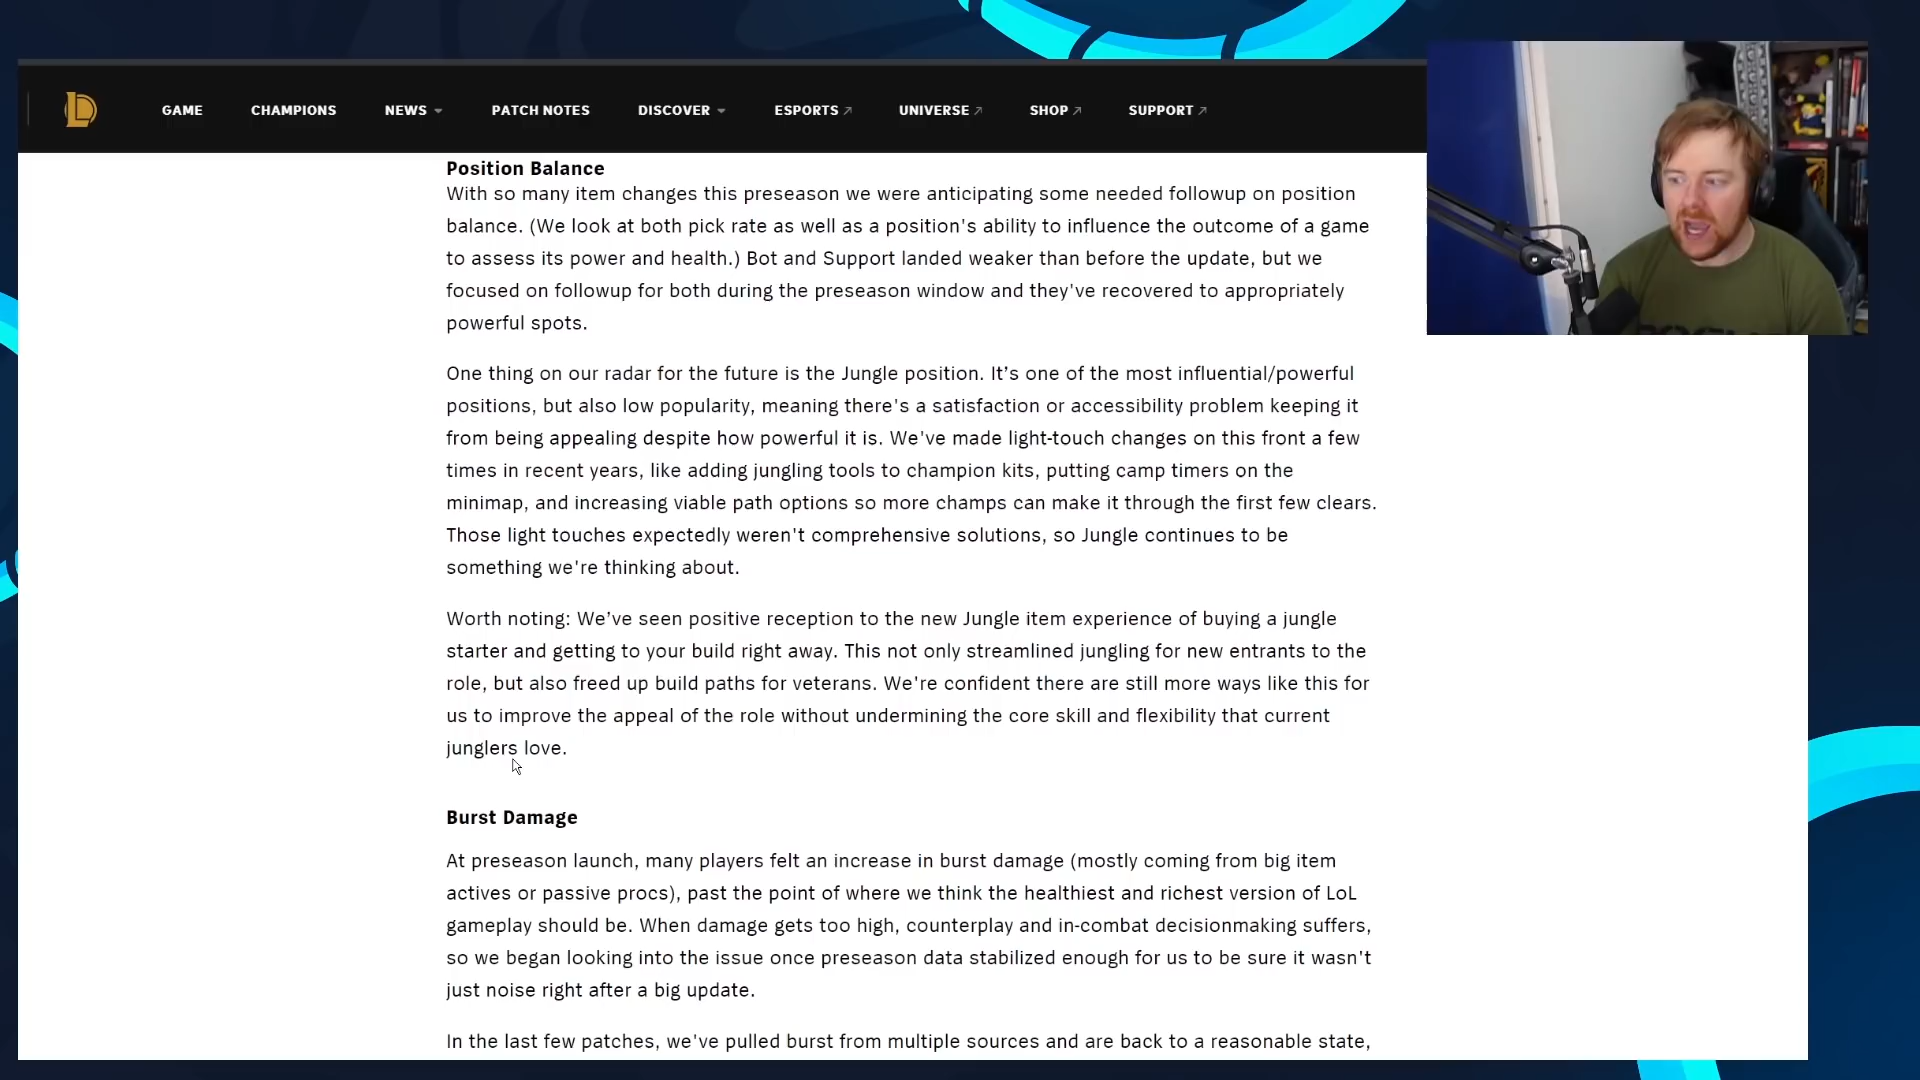 GAME CHAMPIONS NEWS PATCH NOTES DISCOVER ESPORTS UNIVERSE SHOP SUPPORT
Position Balance
With so many item changes this preseason we were anticipating some needed followup on position
balance. (We look at both pick rate as well as a position's ability to influence the outcome of a game
to assess its power and health.) Bot and Support landed weaker than before the update, but we
focused on followup for both during the preseason window and they've recovered to appropriately
powerful spots.
One thing on our radar for the future is the Jungle position. It’s one of the most influential/powerful
positions, but also low popularity, meaning there's a satisfaction or accessibility problem keeping it
from being appealing despite how powerful it is. We've made light-touch changes on this front a few
times in recent years, like adding jungling tools to champion kits, putting camp timers on the
minimap, and increasing viable path options so more champs can make it through the first few clears.
Those light touches expectedly weren't comprehensive solutions, so Jungle continues to be
something we're thinking about.
Worth noting: We’ve seen positive reception to the new Jungle item experience of buying a jungle
starter and getting to your build right away. This not only streamlined jungling for new entrants to the
role, but also freed up build paths for veterans. We're confident there are still more ways like this for
us to improve the appeal of the role without undermining the core skill and flexibility that current
junglers love.
Burst Damage
At preseason launch, many players felt an increase in burst damage (mostly coming from big item
actives or passive procs), past the point of where we think the healthiest and richest version of LoL
gameplay should be. When damage gets too high, counterplay and in-combat decisionmaking suffers,
so we began looking into the issue once preseason data stabilized enough for us to be sure it wasn't
just noise right after a big update.
In the last few patches, we've pulled burst from multiple sources and are back to a reasonable state,